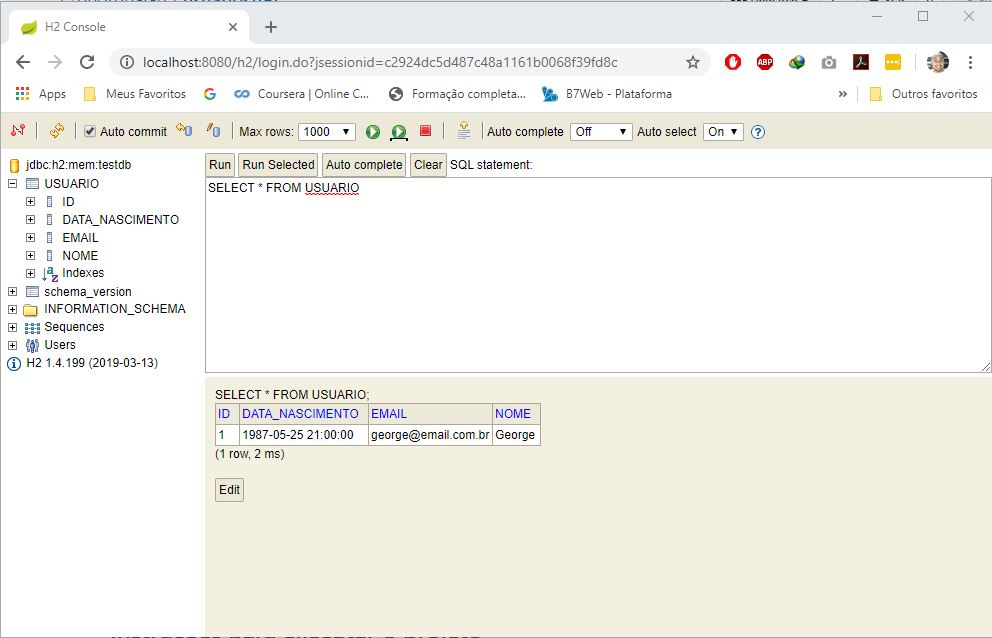 H2 Console
localhost:8080/h2/login.do?jsessionid=c2924dc5d487c48a1161b0068f39fd8c
ABP
Apps Meus Favoritos Coursera | Online C... Formação completa... B7Web - Plataforma » Outros favoritos
Auto commit Max rows: 1000 Auto complete Off Auto select On
jdbc:h2:mem:testdb
USUARIO
ID
DATA_NASCIMENTO
EMAIL
NOME
Indexes
schema_version
INFORMATION_SCHEMA
Sequences
Users
H2 1.4.199 (2019-03-13)
Run Run Selected Auto complete Clear SQL statement:
SELECT * FROM USUARIO
SELECT * FROM USUARIO;
ID DATA_NASCIMENTO EMAIL NOME
1 1987-05-25 21:00:00 george@email.com.br George
(1 row, 2 ms)
Edit